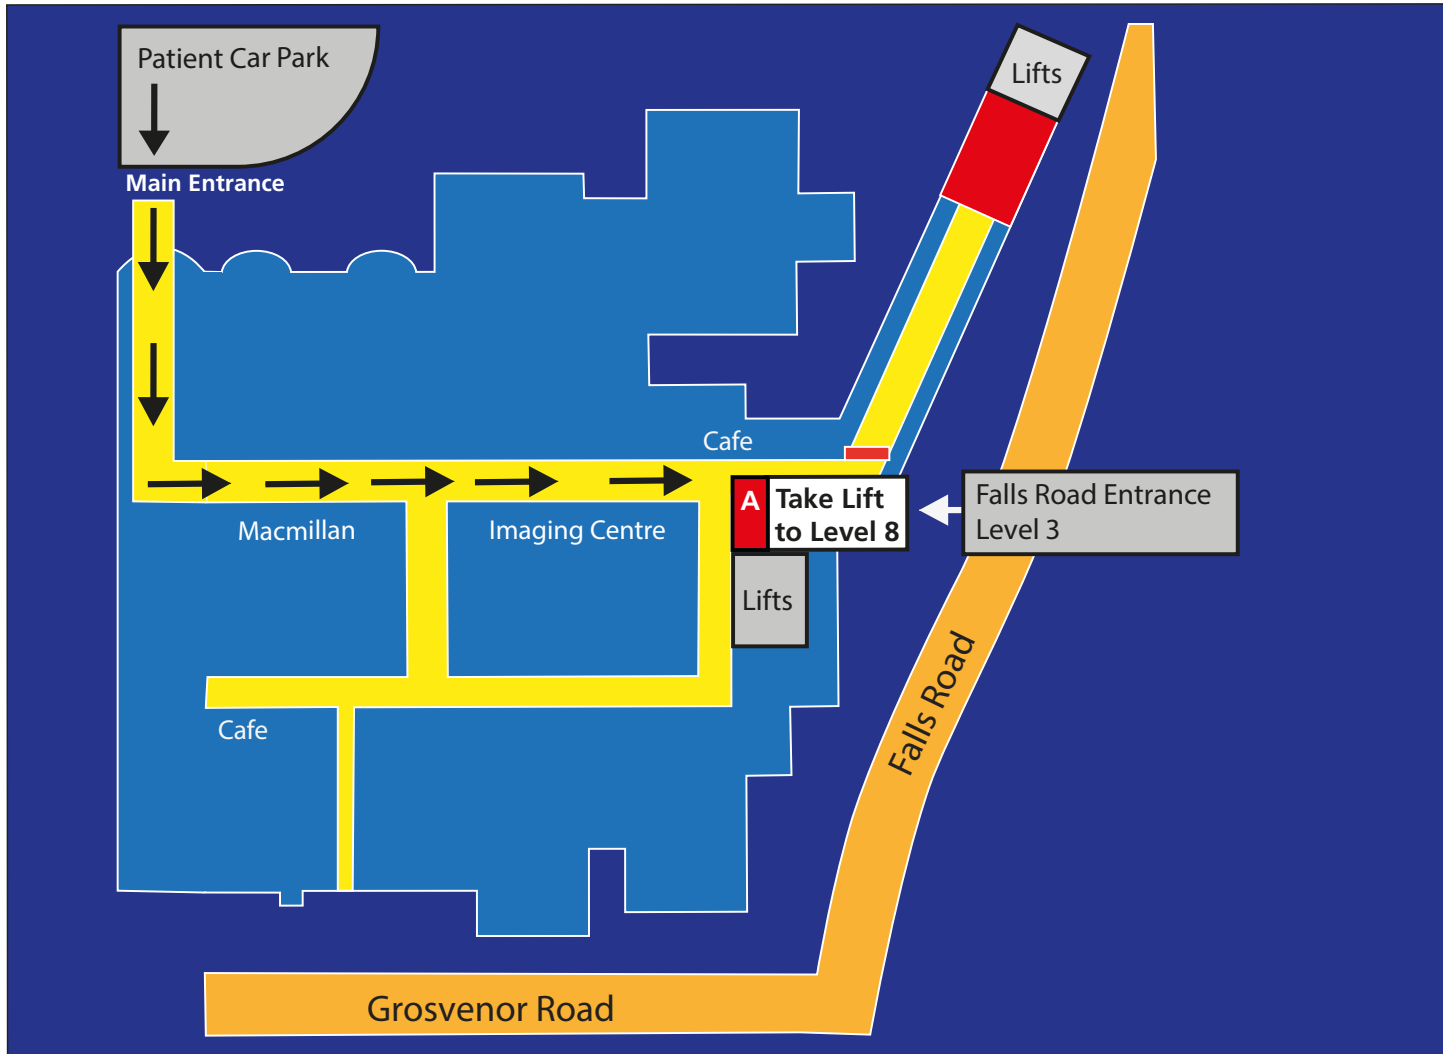 Patient Car Park
Lifts
Main Entrance
Cafe
A
Take Lift
to Level 8
Falls Road Entrance
Level 3
Macmillan
Imaging Centre
Lifts
Falls Road
Cafe
Grosvenor Road